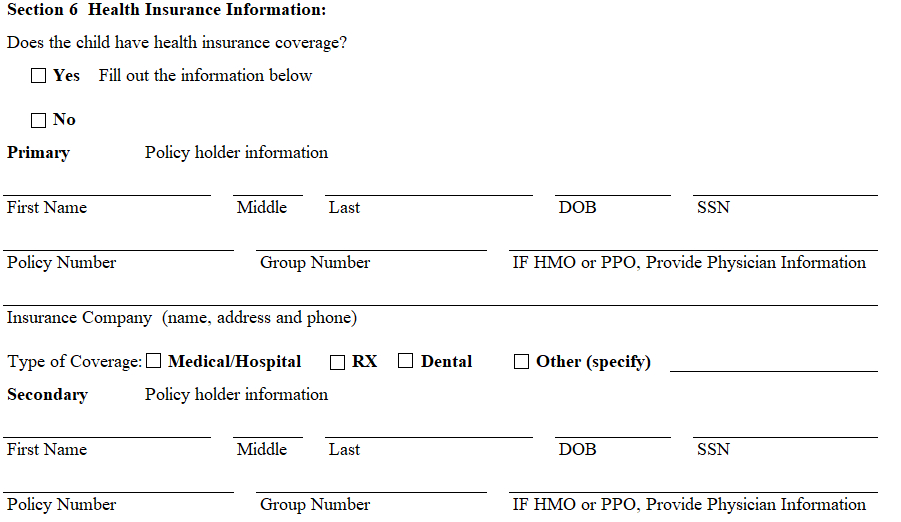 Section 6 Health Insurance Information:
Does the child have health insurance coverage?
Yes Fill out the information below
No
Primary Policy holder information
First Name Middle Last DOB SSN
Policy Number Group Number IF HMO or PPO, Provide Physician Information
Insurance Company (name, address and phone)
Type of Coverage: Medical/Hospital RX Dental Other (specify)
Secondary Policy holder information
First Name Middle Last DOB SSN
Policy Number Group Number IF HMO or PPO, Provide Physician Information